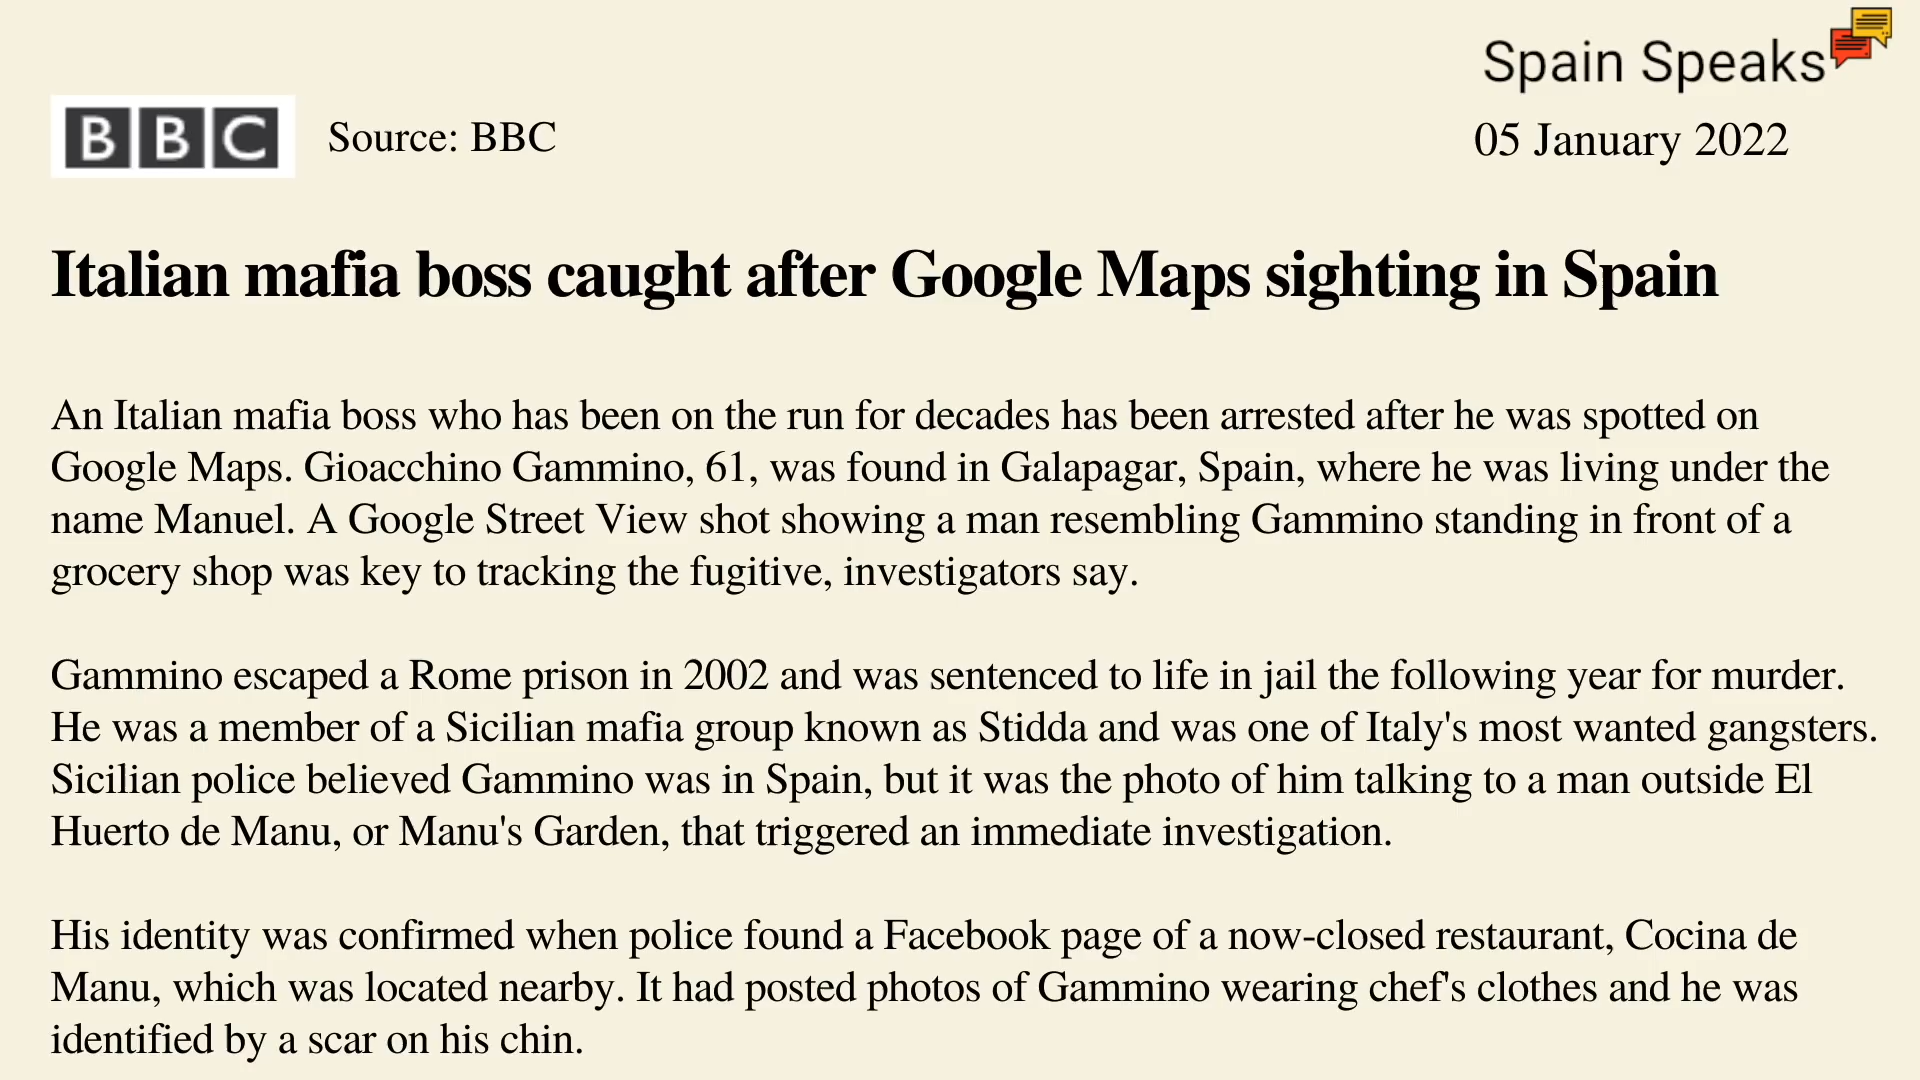 Spain Speaks
BBC
Source: BBC
05 January 2022
Italian mafia boss caught after Google Maps sighting in Spain
An Italian mafia boss who has been on the run for decades has been arrested after he was spotted on
Google Maps. Gioacchino Gammino, 61, was found in Galapagar, Spain, where he was living under the
name Manuel. A Google Street View shot showing a man resembling Gammino standing in front of a
grocery shop was key to tracking the fugitive, investigators say.
Gammino escaped a Rome prison in 2002 and was sentenced to life in jail the following year for murder.
He was a member of a Sicilian mafia group known as Stidda and was one of Italy's most wanted gangsters.
Sicilian police believed Gammino was in Spain, but it was the photo of him talking to a man outside El
Huerto de Manu, or Manu's Garden, that triggered an immediate investigation.
His identity was confirmed when police found a Facebook page of a now-closed restaurant, Cocina de
Manu, which was located nearby. It had posted photos of Gammino wearing chef's clothes and he was
identified by a scar on his chin.